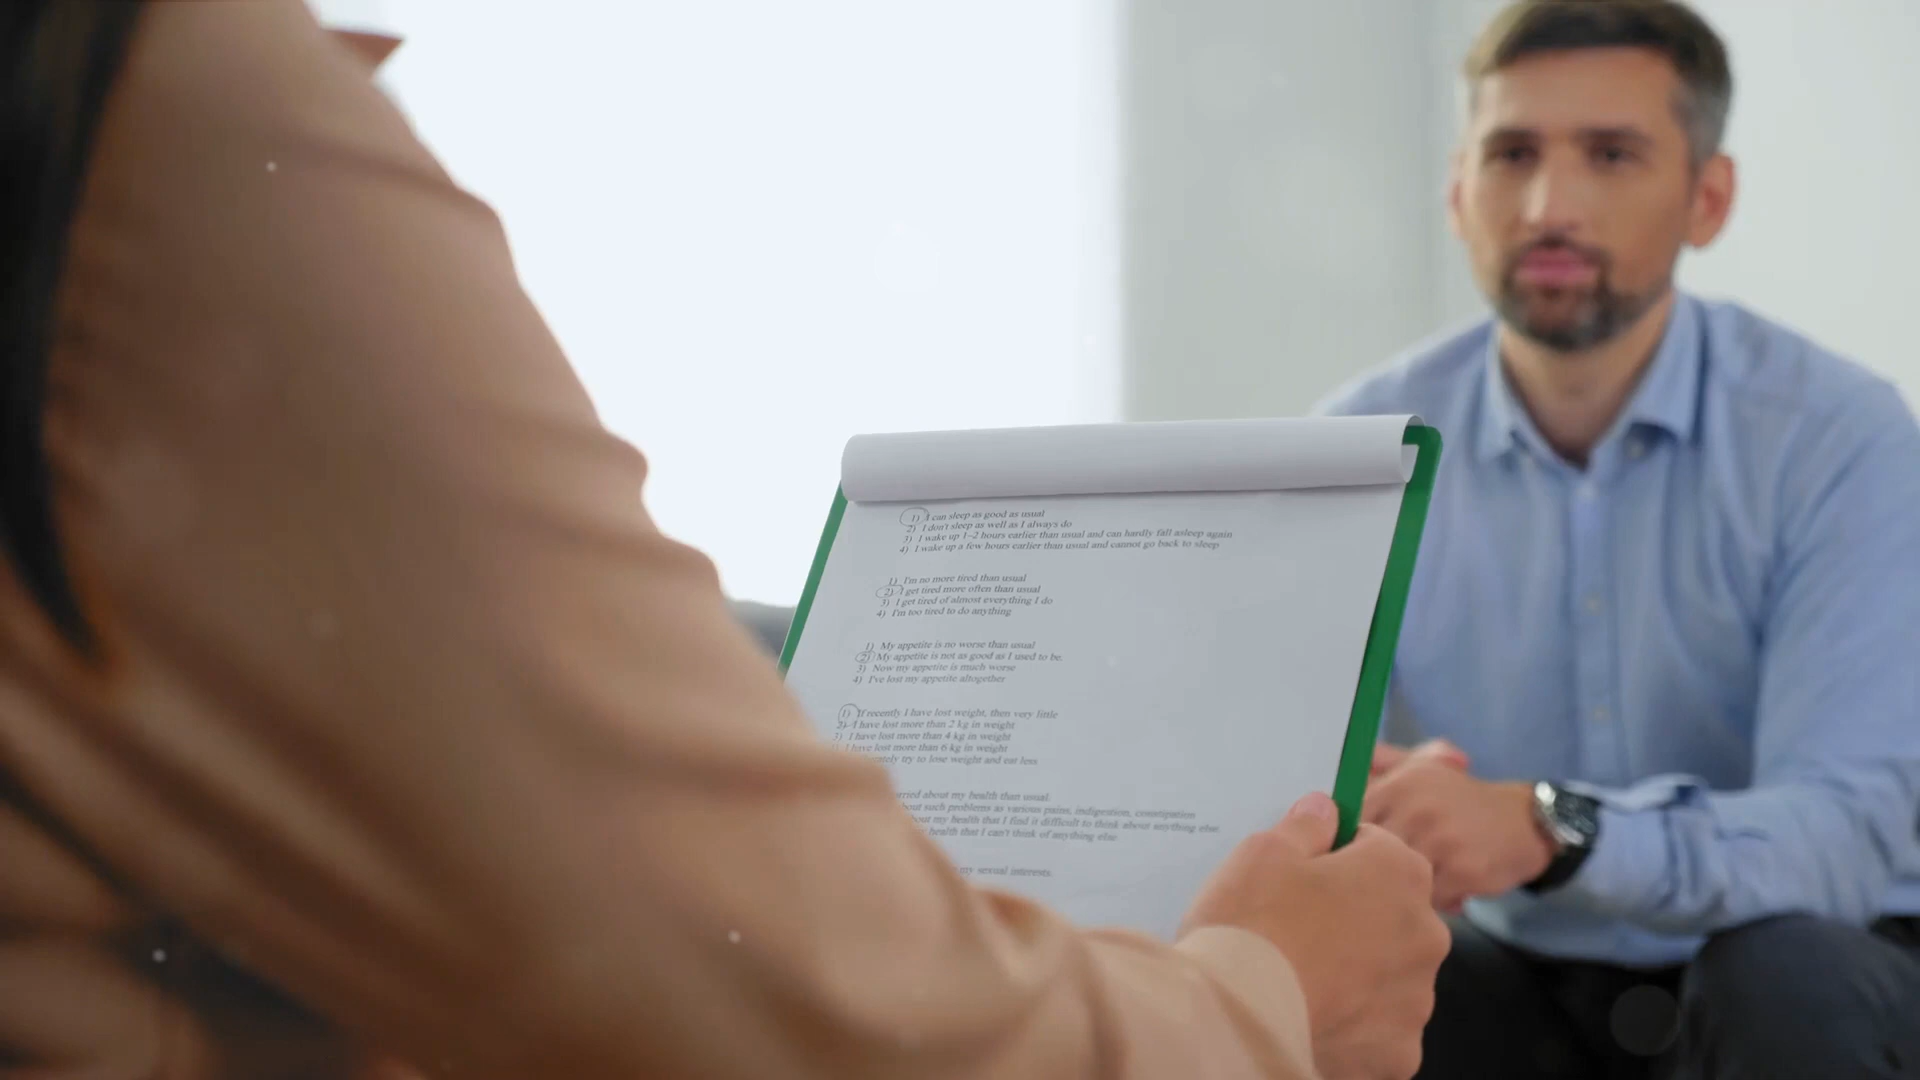 1) I can sleep as good as usual
2) I don't sleep as well as I always do
3) I wake up 1-2 hours earlier than usual and can hardly fall asleep again
4) I wake up a few hours earlier than usual and cannot go back to sleep
1) I'm no more tired than usual
2) I get tired more often than usual
3) I get tired of almost everything I do
4) I'm too tired to do anything
1) My appetite is no worse than usual
2) My appetite is not as good as I used to be.
3) Now my appetite is much worse
4) I've lost my appetite altogether
1) If recently I have lost weight, then very little
2) I have lost more than 2 kg in weight
3) I have lost more than 4 kg in weight
I have lost more than 6 kg in weight
try to lose weight and eat less
about my health than usual.
such problems as various pains, indigestion, constipation
my health that I find it difficult to think about anything else
health that I can't think of anything else
my sexual interests.